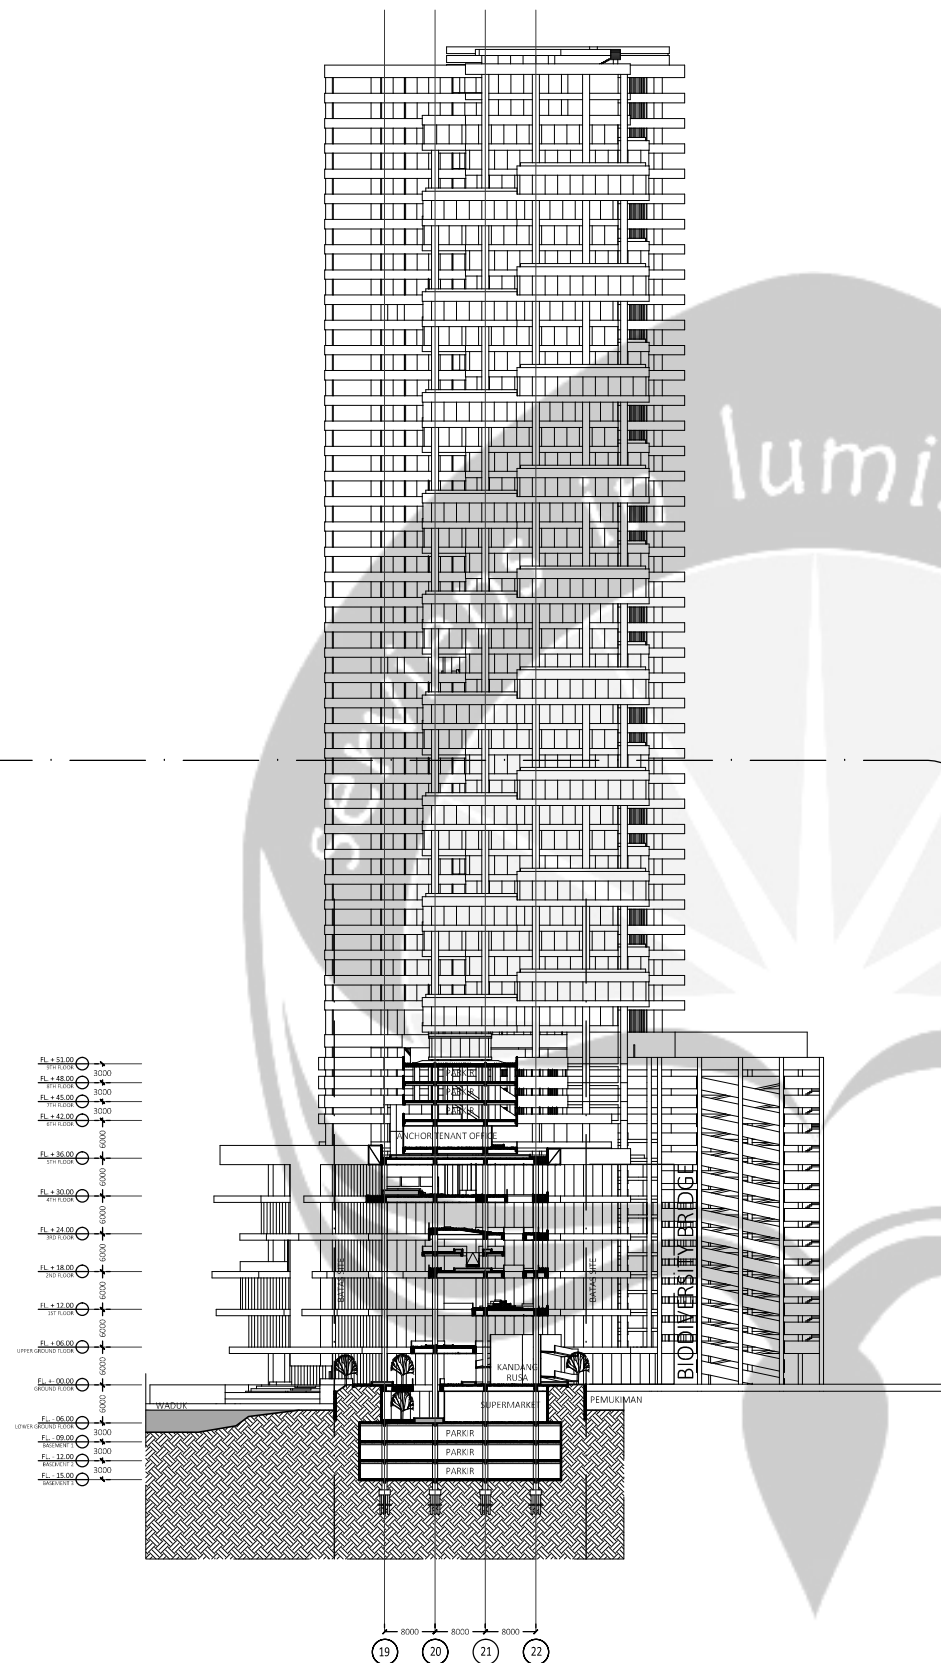 serviens in lumi
FL. + 51.00
9TH FLOOR
3000
FL. + 48.00
8TH FLOOR
3000
FL. + 45.00
7TH FLOOR
3000
FL. + 42.00
6TH FLOOR
6000
FL. + 36.00
5TH FLOOR
6000
FL. + 30.00
4TH FLOOR
6000
FL. + 24.00
3RD FLOOR
6000
FL. + 18.00
2ND FLOOR
6000
FL. + 12.00
1ST FLOOR
6000
FL. + 06.00
UPPER GROUND FLOOR
6000
FL. +- 00.00
GROUND FLOOR
6000
FL. - 06.00
LOWER GROUND FLOOR
3000
FL. - 09.00
BASEMENT 1
3000
FL. - 12.00
BASEMENT 2
3000
FL. - 15.00
BASEMENT 3
PARKIR
PARKIR
PARKIR
ANCHOR TENANT OFFICE
BATAS SITE
BATAS SITE
BIODIVERSITY BRIDGE
KANDANG
RUSA
WADUK
SUPERMARKET
PEMUKIMAN
PARKIR
PARKIR
PARKIR
8000 8000 8000
19 20 21 22